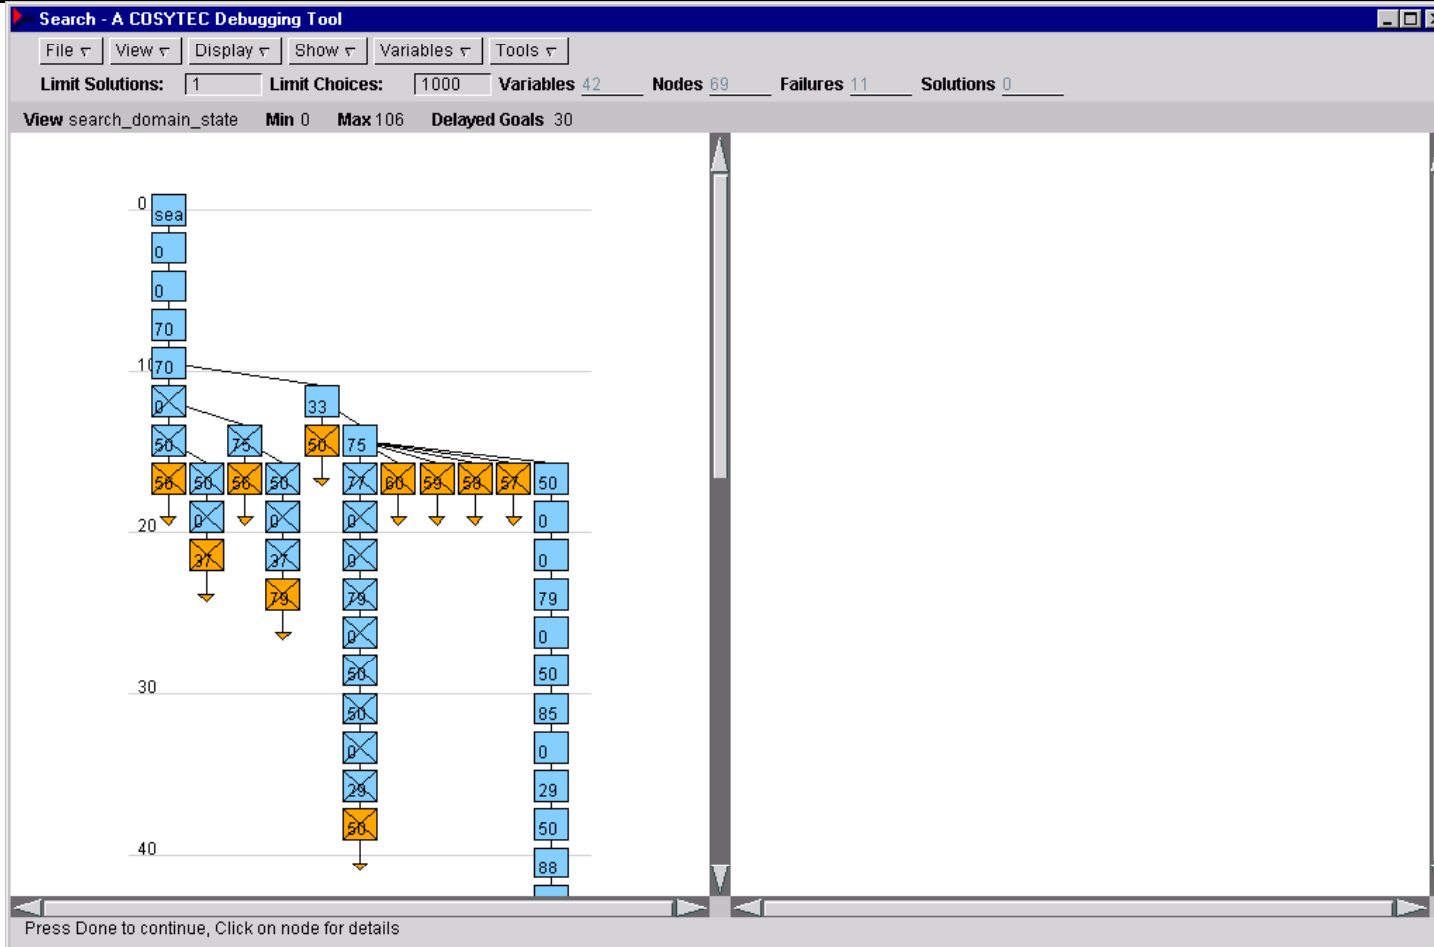 Search - A COSYTEC Debugging Tool
File View Display Show Variables Tools
Limit Solutions: 1 Limit Choices: 1000 Variables 42 Nodes 69 Failures 11 Solutions 0
View search_domain_state Min 0 Max 106 Delayed Goals 30
0 sea
0
0
70
10 70
0 33
50 75 50 75
56 50 56 50 77 60 59 58 57 50
20 0 0 0 0
37 37 0 0
79 79 79
0 0
50 50
30 50 85
0 0
29 29
50 50
40 88
Press Done to continue, Click on node for details